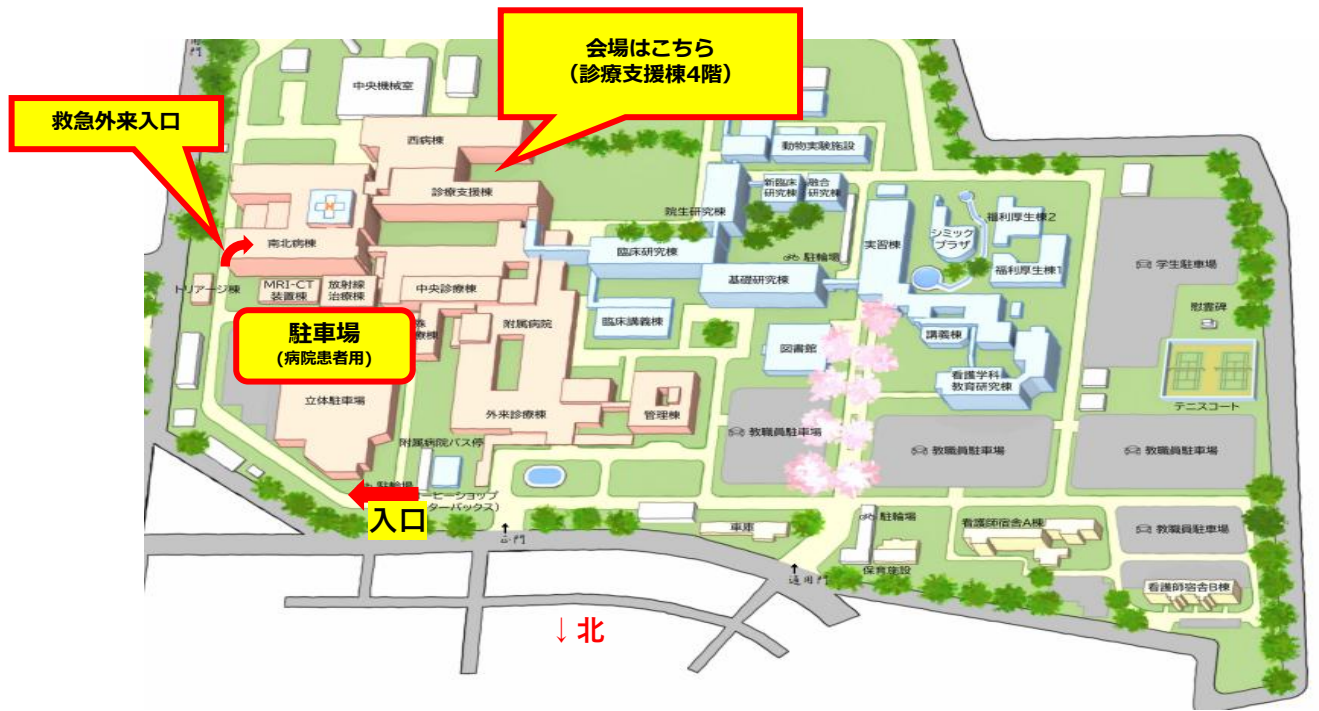 会場はこちら
（診療支援棟4階）
救急外来入口
門
中央機械室
西病棟
診療支援棟
南北病棟
トリアージ棟
MRI-CT
装置棟
放射線
治療棟
中央診療棟
附属病院
駐車場
(病院患者用)
立体駐車場
外来診療棟
管理棟
附属病院バス停
駐輪場
入口
動物実験施設
新臨床
研究棟
融合
研究棟
院生研究棟
臨床研究棟
基礎研究棟
臨床講義棟
駐輪場
実習棟
シミック
プラザ
福利厚生棟2
福利厚生棟1
学生駐車場
慰霊碑
テニスコート
図書館
講義棟
看護学科
教育研究棟
教職員駐車場
教職員駐車場
教職員駐車場
教職員駐車場
車庫
駐輪場
保育施設
看護師宿舎A棟
看護師宿舎B棟
正門
通用門
↓北